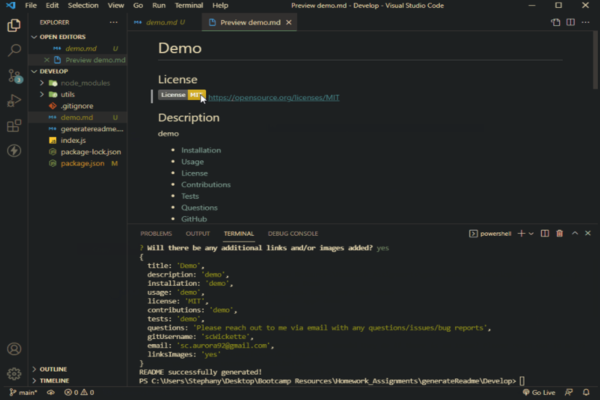 File Edit Selection View Go Run Terminal Help Preview demo.md - Develop - Visual Studio Code
EXPLORER
OPEN EDITORS
demo.md U
Preview demo.md
DEVELOP
node_modules
utils
.gitignore
demo.md U
generatereadme....
index.js
package-lock.json
package.json M
OUTLINE
TIMELINE
demo.md U Preview demo.md
Demo
License
License MIT https://opensource.org/licenses/MIT
Description
demo
Installation
Usage
License
Contributions
Tests
Questions
GitHub
PROBLEMS OUTPUT TERMINAL DEBUG CONSOLE powershell
? Will there be any additional links and/or images added? yes
{
title: 'Demo',
description: 'demo',
installation: 'demo',
usage: 'demo',
license: 'MIT',
contributions: 'demo',
tests: 'demo',
questions: 'Please reach out to me via email with any questions/issues/bug reports',
gitUsername: 'scWicketta',
email: 'sc.aurora92@gmail.com',
linksImages: 'yes'
}
README successfully generated!
PS C:\Users\Stephany\Desktop\Bootcamp Resources\Homework_Assignments\generateReadme\Develop>
main* 0 0 Go Live